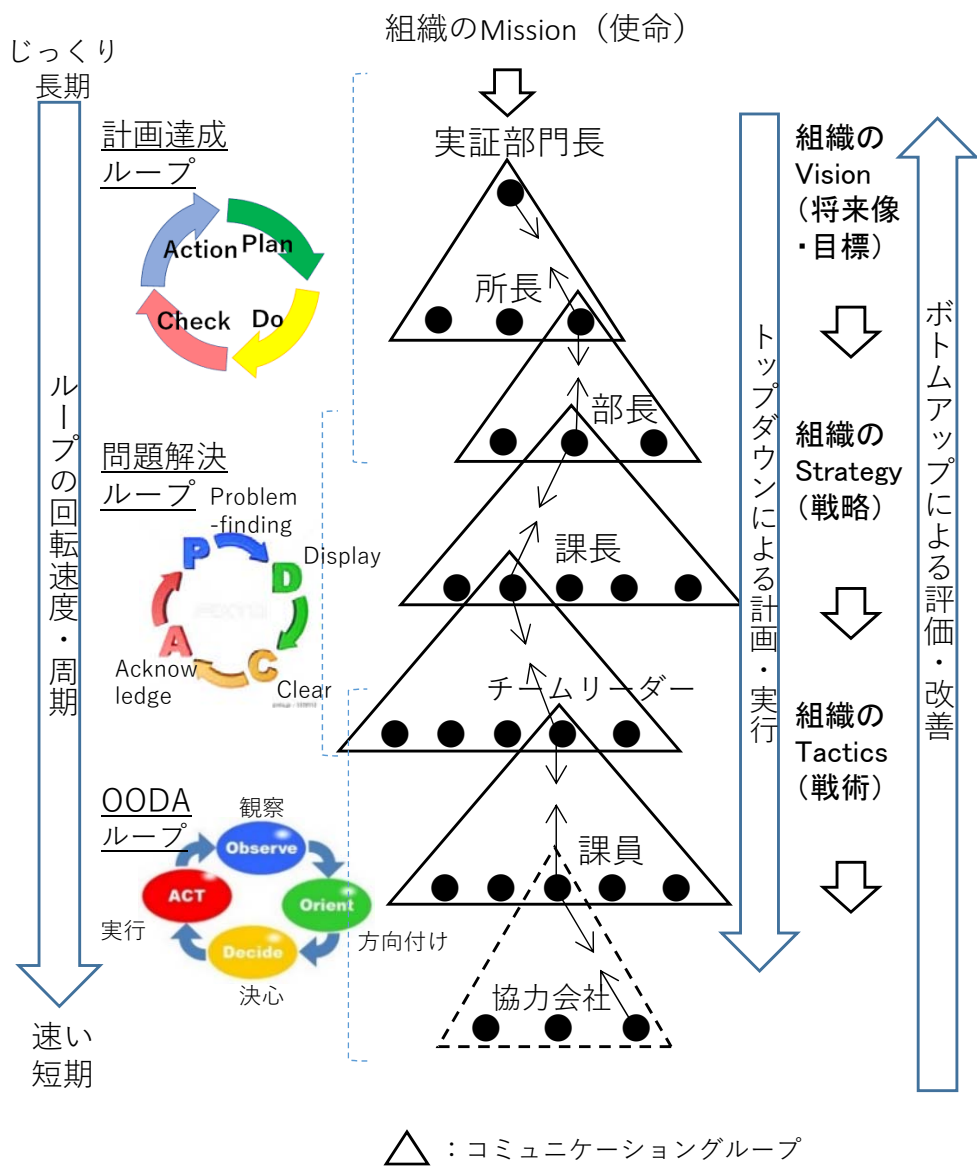 組織のMission（使命）
じっくり
長期
計画達成
ループ
Action
Plan
Check
Do
ループの回転速度・周期
問題解決
ループ
Problem
-finding
P
Display
D
A
Acknow
ledge
C
Clear
OODA
ループ
観察
Observe
ACT
Orient
実行
Decide
方向付け
決心
速い
短期
実証部門長
所長
部長
課長
チームリーダー
課員
協力会社
トップダウンによる計画・実行
組織の
Vision
（将来像
・目標）
組織の
Strategy
（戦略）
組織の
Tactics
（戦術）
ボトムアップによる評価・改善
：コミュニケーショングループ